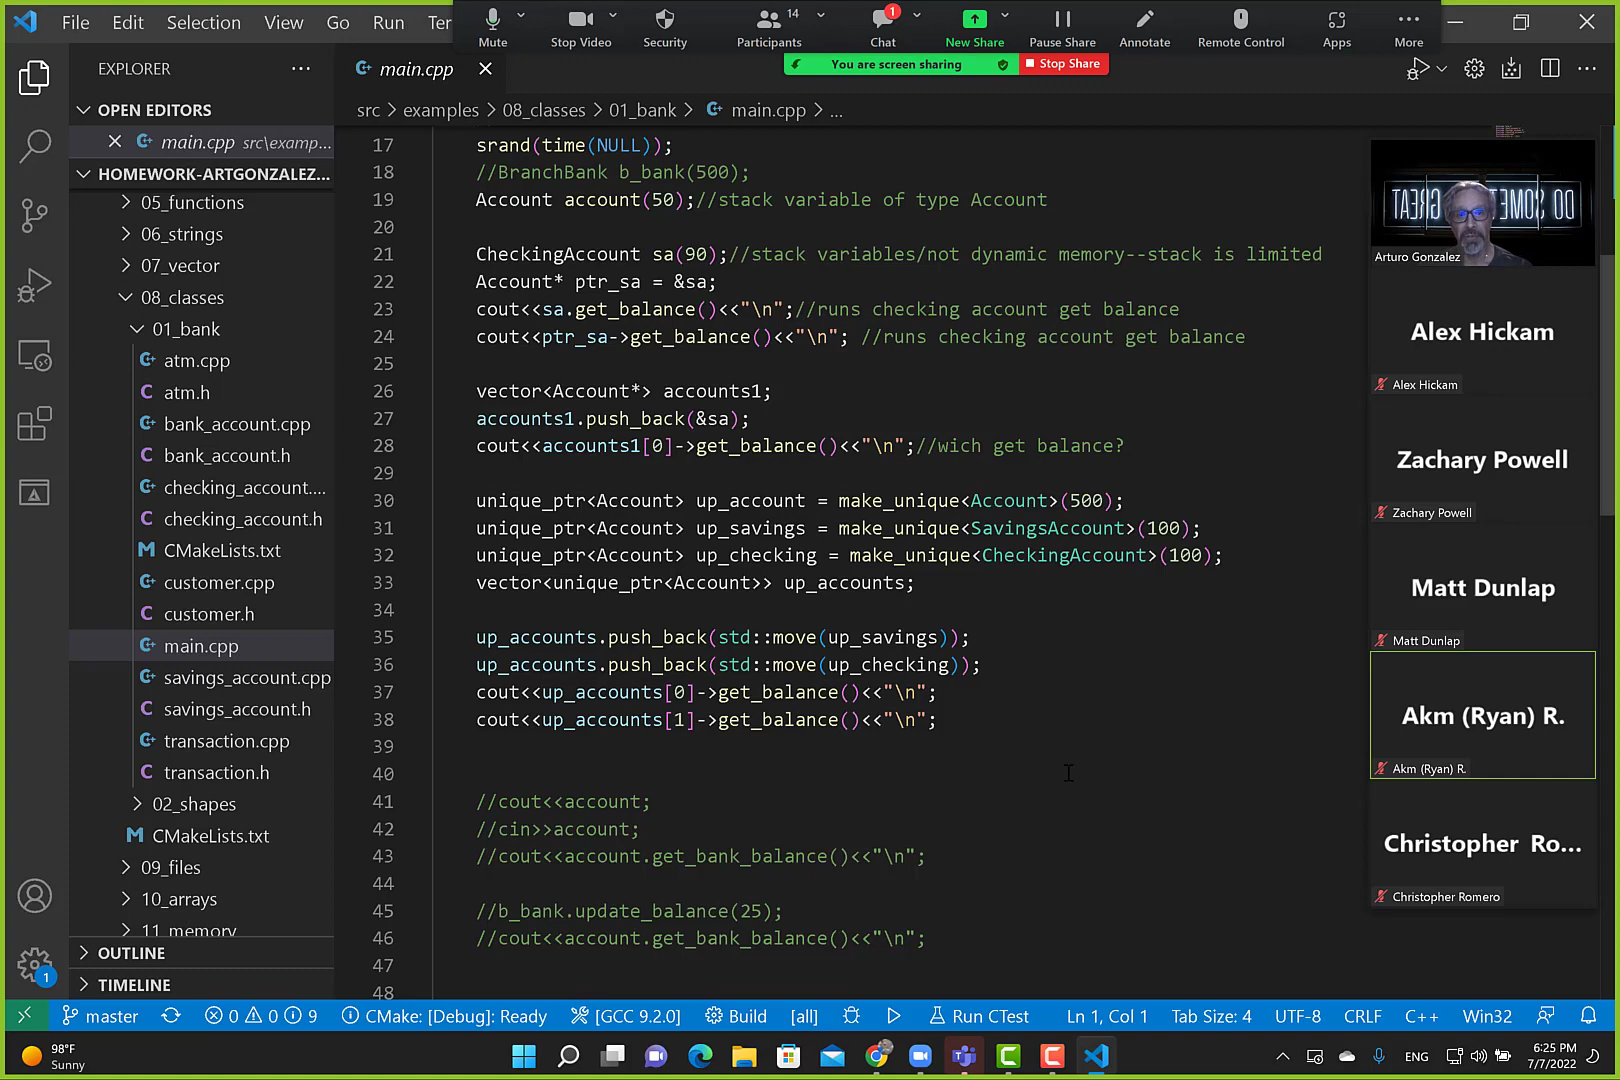 File Edit Selection View Go Run Ter
Mute
Stop Video
Security
14
Participants
1
Chat
New Share
Pause Share
Annotate
Remote Control
Apps
More
You are screen sharing
Stop Share
EXPLORER
OPEN EDITORS
main.cpp src\examp...
HOMEWORK-ARTGONZALEZ...
05_functions
06_strings
07_vector
08_classes
01_bank
atm.cpp
atm.h
bank_account.cpp
bank_account.h
checking_account....
checking_account.h
CMakeLists.txt
customer.cpp
customer.h
main.cpp
savings_account.cpp
savings_account.h
transaction.cpp
transaction.h
02_shapes
CMakeLists.txt
09_files
10_arrays
11_memory
OUTLINE
TIMELINE
main.cpp
src > examples > 08_classes > 01_bank > main.cpp > ...
17 srand(time(NULL));
18 //BranchBank b_bank(500);
19 Account account(50);//stack variable of type Account
20
21 CheckingAccount sa(90);//stack variables/not dynamic memory--stack is limited
22 Account* ptr_sa = &sa;
23 cout<<sa.get_balance()<<"\n";//runs checking account get balance
24 cout<<ptr_sa->get_balance()<<"\n"; //runs checking account get balance
25
26 vector<Account*> accounts1;
27 accounts1.push_back(&sa);
28 cout<<accounts1[0]->get_balance()<<"\n";//wich get balance?
29
30 unique_ptr<Account> up_account = make_unique<Account>(500);
31 unique_ptr<Account> up_savings = make_unique<SavingsAccount>(100);
32 unique_ptr<Account> up_checking = make_unique<CheckingAccount>(100);
33 vector<unique_ptr<Account>> up_accounts;
34
35 up_accounts.push_back(std::move(up_savings));
36 up_accounts.push_back(std::move(up_checking));
37 cout<<up_accounts[0]->get_balance()<<"\n";
38 cout<<up_accounts[1]->get_balance()<<"\n";
39
40
41 //cout<<account;
42 //cin>>account;
43 //cout<<account.get_bank_balance()<<"\n";
44
45 //b_bank.update_balance(25);
46 //cout<<account.get_bank_balance()<<"\n";
47
48
DO SOMETHING GREAT
Arturo Gonzalez
Alex Hickam
Alex Hickam
Zachary Powell
Zachary Powell
Matt Dunlap
Matt Dunlap
Akm (Ryan) R.
Akm (Ryan) R.
Christopher Ro...
Christopher Romero
1
master 0 0 9 CMake: [Debug]: Ready [GCC 9.2.0] Build [all] Run CTest Ln 1, Col 1 Tab Size: 4 UTF-8 CRLF C++ Win32
98°F
Sunny
ENG
6:25 PM
7/7/2022